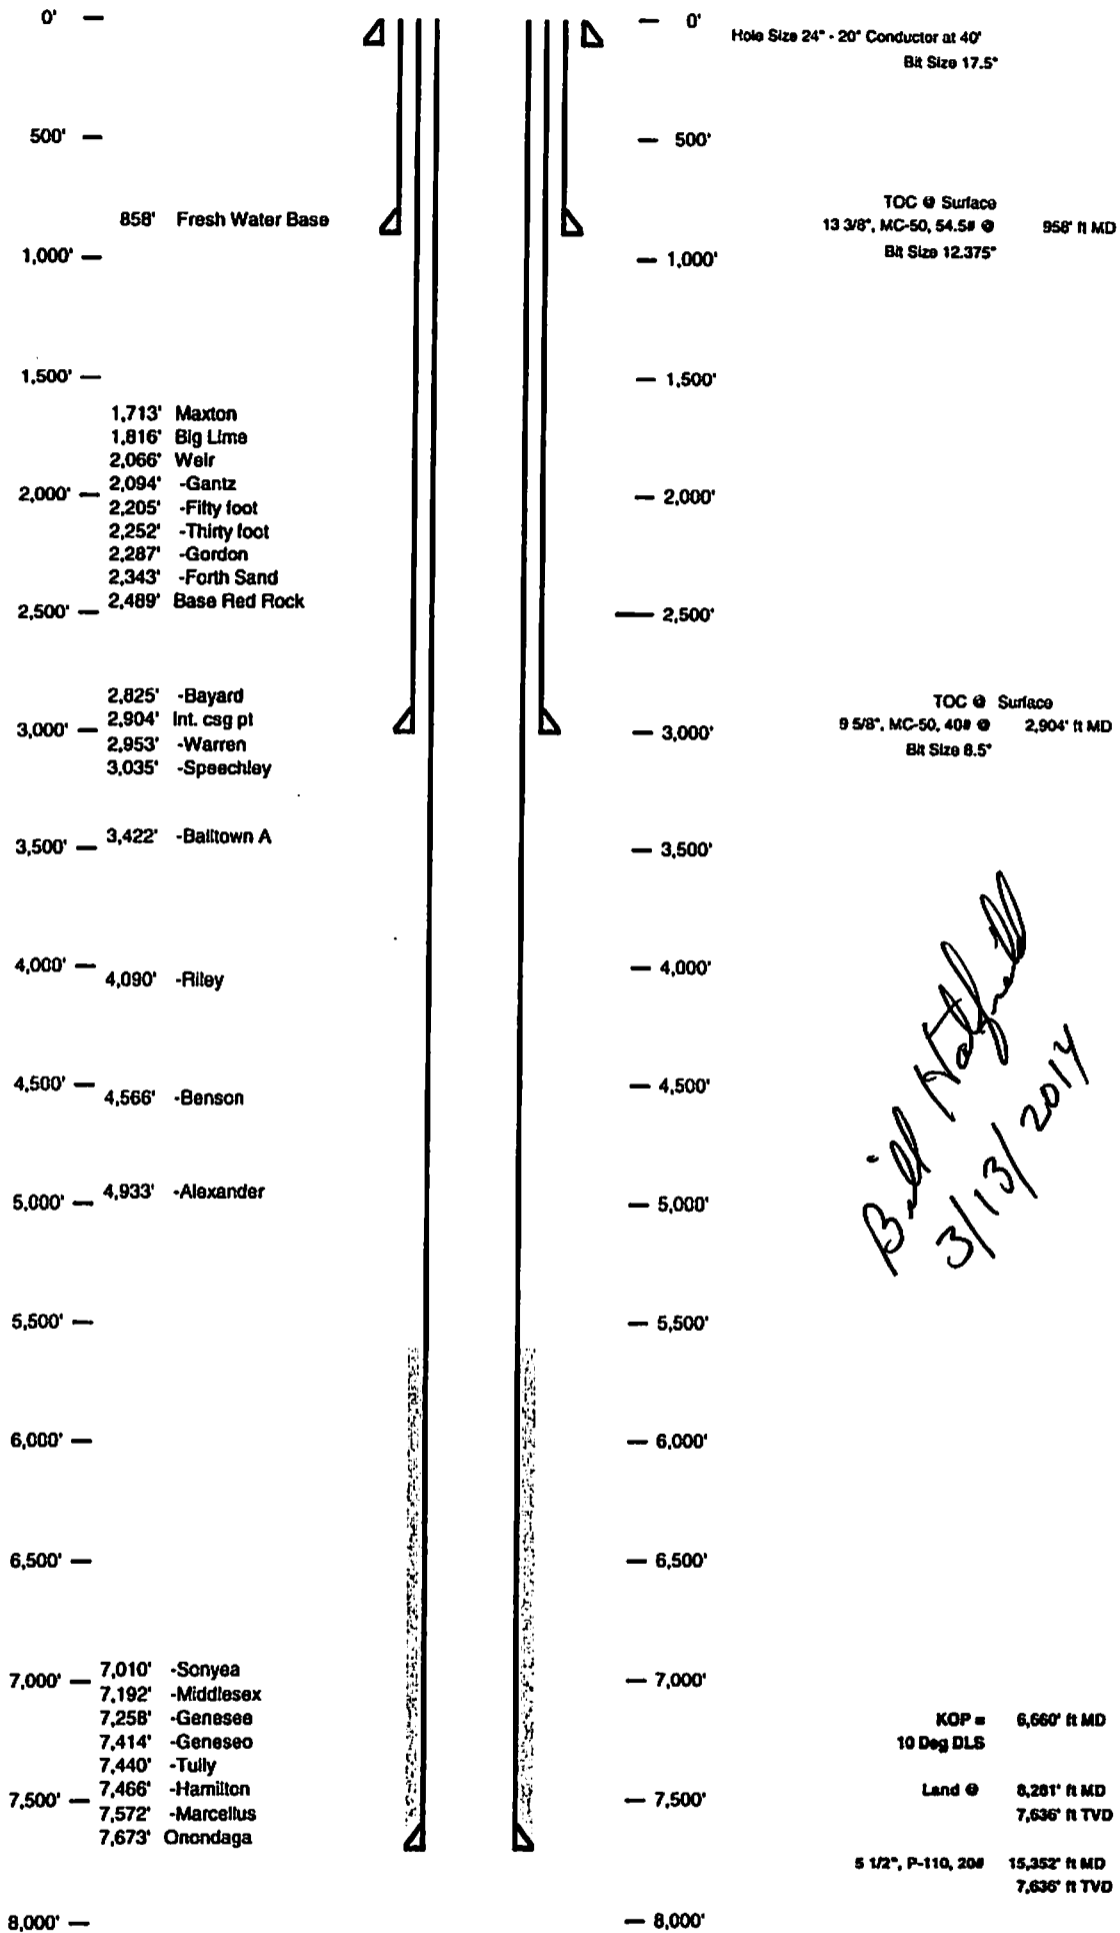 0'
0'
Hole Size 24" - 20" Conductor at 40'
Bit Size 17.5"
500'
500'
TOC @ Surface
858' Fresh Water Base
13 3/8", MC-50, 54.5# @ 958' ft MD
Bit Size 12.375"
1,000'
1,000'
1,500'
1,500'
1,713' Maxton
1,816' Big Lime
2,066' Weir
2,094' -Gantz
2,000'
2,000'
2,205' -Fifty foot
2,252' -Thirty foot
2,287' -Gordon
2,343' -Forth Sand
2,489' Base Red Rock
2,500'
2,500'
2,825' -Bayard
2,904' Int. csg pt
TOC @ Surface
9 5/8", MC-50, 40# @ 2,904' ft MD
Bit Size 8.5"
3,000'
3,000'
2,953' -Warren
3,035' -Speechley
3,422' -Balltown A
3,500'
3,500'
4,000'
4,000'
4,090' -Riley
4,500'
4,500'
4,566' -Benson
4,933' -Alexander
5,000'
5,000'
Bill
3/13/2014
5,500'
5,500'
6,000'
6,000'
6,500'
6,500'
7,010' -Sonyea
7,000'
7,000'
7,192' -Middlesex
7,258' -Genesee
7,414' -Geneseo
7,440' -Tully
7,466' -Hamilton
KOP = 6,660' ft MD
10 Deg DLS
7,500'
7,500'
Land @ 8,281' ft MD
7,636' ft TVD
7,572' -Marcellus
7,673' Onondaga
5 1/2", P-110, 20# 15,352' ft MD
7,636' ft TVD
8,000'
8,000'